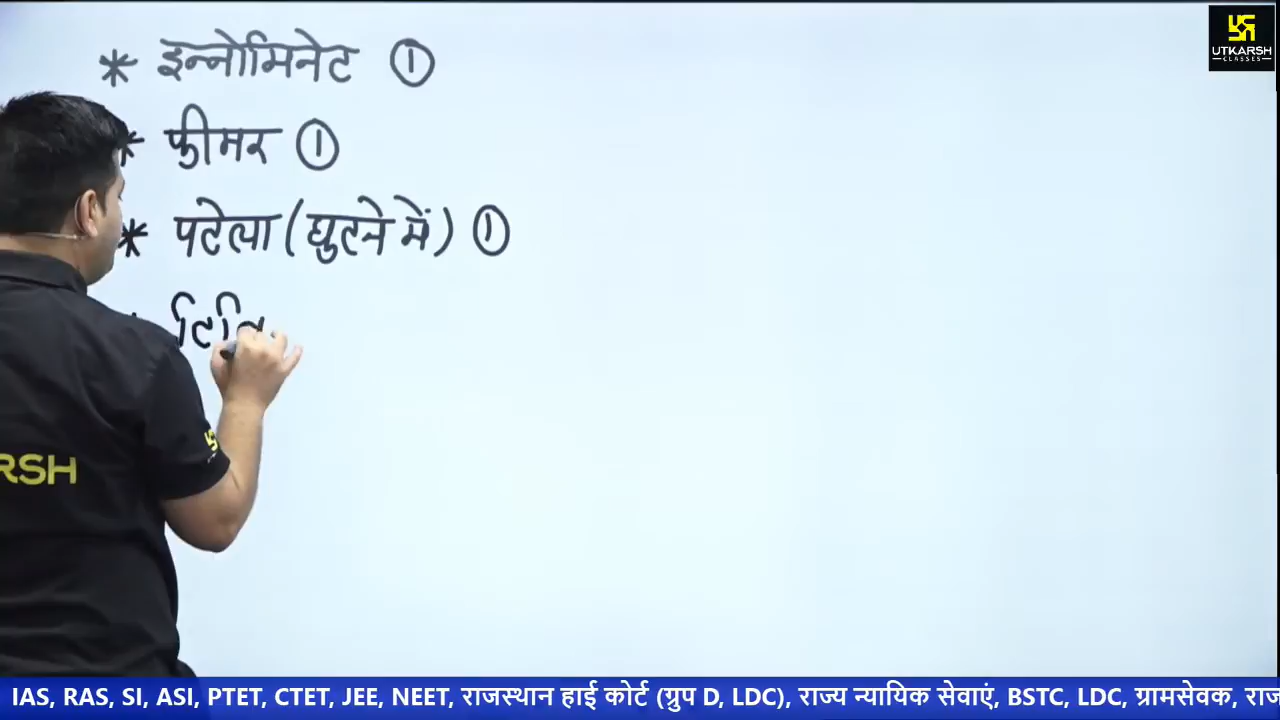 UTKARSH
CLASSES
* इन्नोमिनेट ①
* फीमर ①
* पटेला (घुटने में) ①
RSH
IAS, RAS, SI, ASI, PTET, CTET, JEE, NEET, राजस्थान हाई कोर्ट (ग्रुप D, LDC), राज्य न्यायिक सेवाएं, BSTC, LDC, ग्रामसेवक,